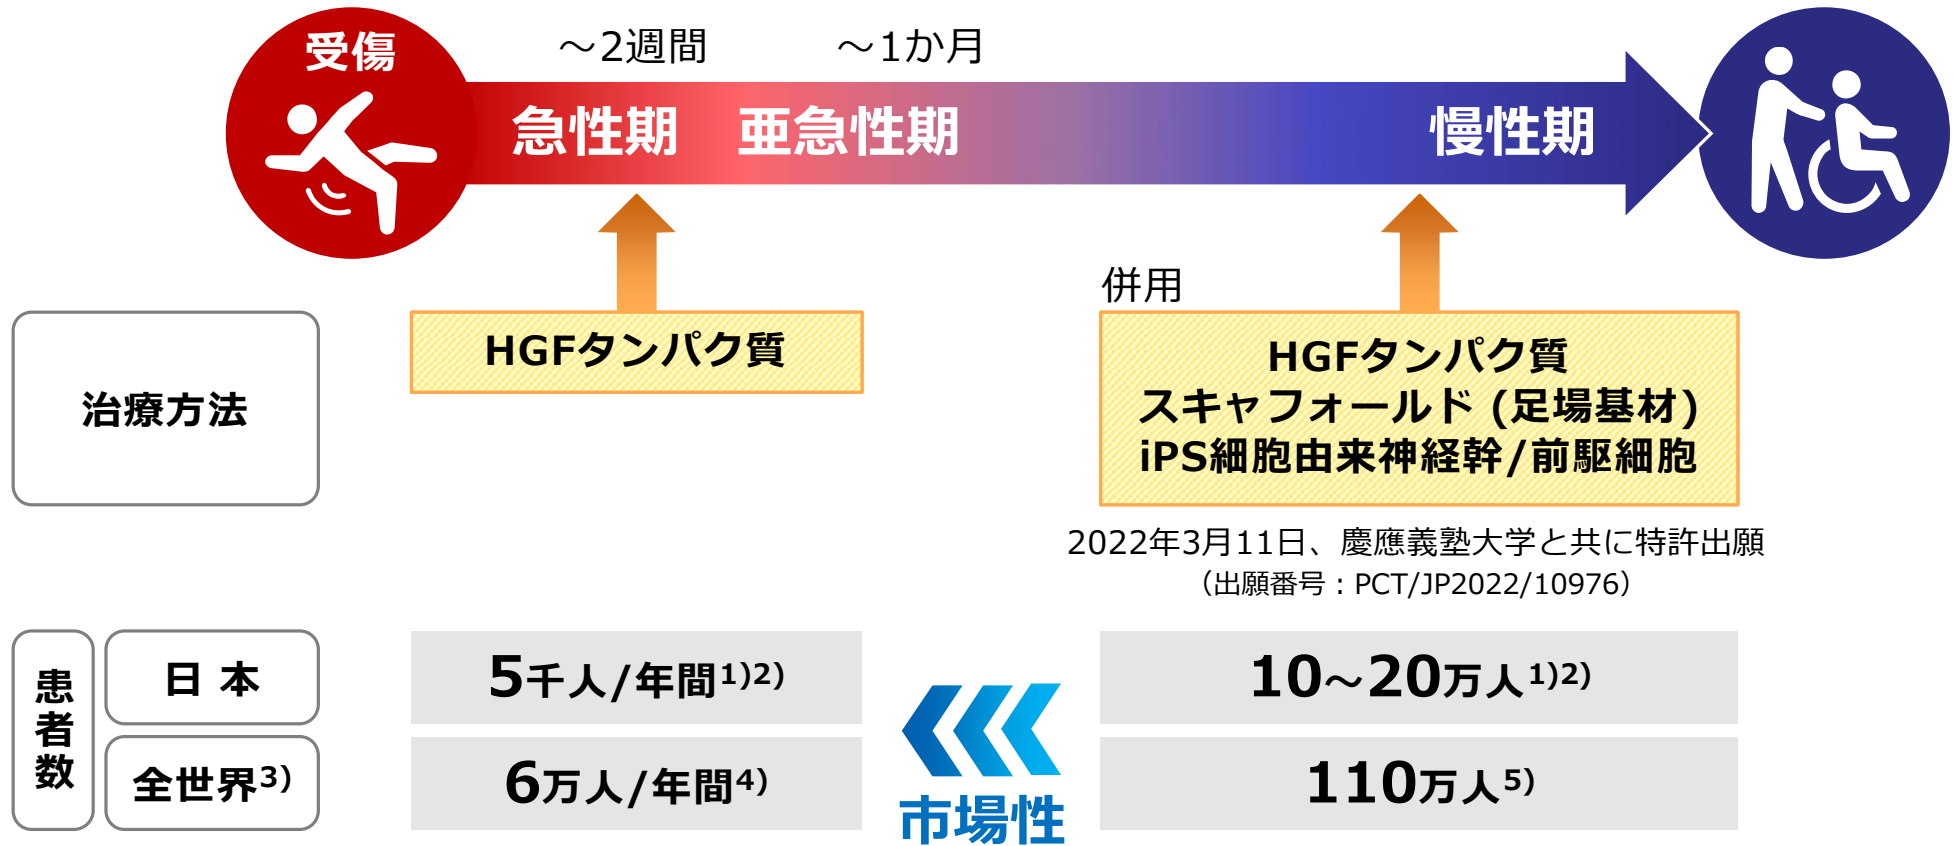 受傷
～2週間
～1か月
急性期
亜急性期
慢性期
併用
治療方法
HGFタンパク質
HGFタンパク質
スキャフォールド (足場基材)
iPS細胞由来神経幹/前駆細胞
2022年3月11日、慶應義塾大学と共に特許出願
（出願番号：PCT/JP2022/10976）
患者数
日 本
5千人/年間1)2)
10～20万人1)2)
全世界3)
6万人/年間4)
110万人5)
市場性